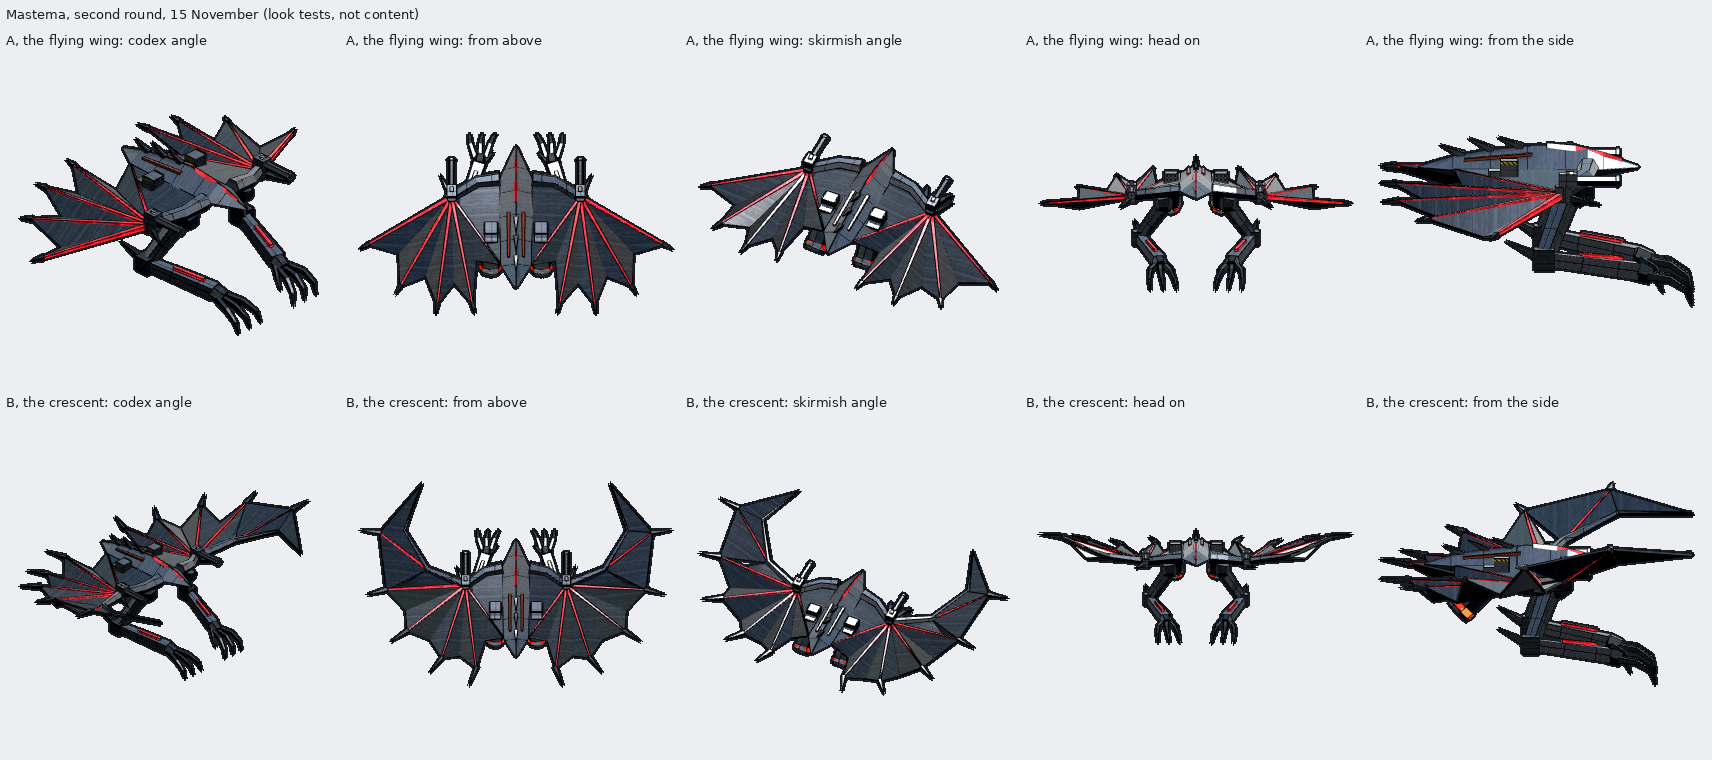 Mastema, second round, 15 November (look tests, not content)
A, the flying wing: codex angle
A, the flying wing: from above
A, the flying wing: skirmish angle
A, the flying wing: head on
A, the flying wing: from the side
B, the crescent: codex angle
B, the crescent: from above
B, the crescent: skirmish angle
B, the crescent: head on
B, the crescent: from the side